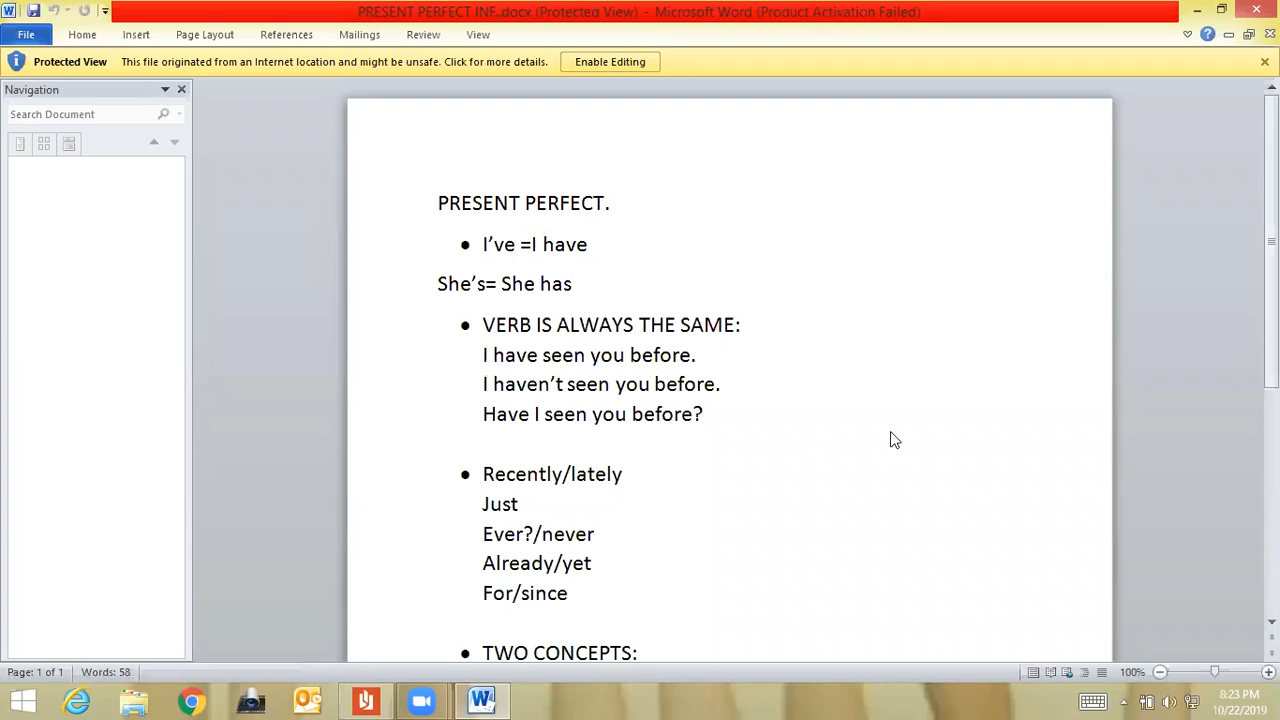 PRESENT PERFECT INF.docx (Protected View) - Microsoft Word (Product Activation Failed)
File Home Insert Page Layout References Mailings Review View
Protected View This file originated from an Internet location and might be unsafe. Click for more details. Enable Editing
Navigation
Search Document
PRESENT PERFECT.
• I’ve =I have
She’s= She has
• VERB IS ALWAYS THE SAME:
I have seen you before.
I haven’t seen you before.
Have I seen you before?
• Recently/lately
Just
Ever?/never
Already/yet
For/since
• TWO CONCEPTS:
Page: 1 of 1 Words: 58 100%
8:23 PM
10/22/2019